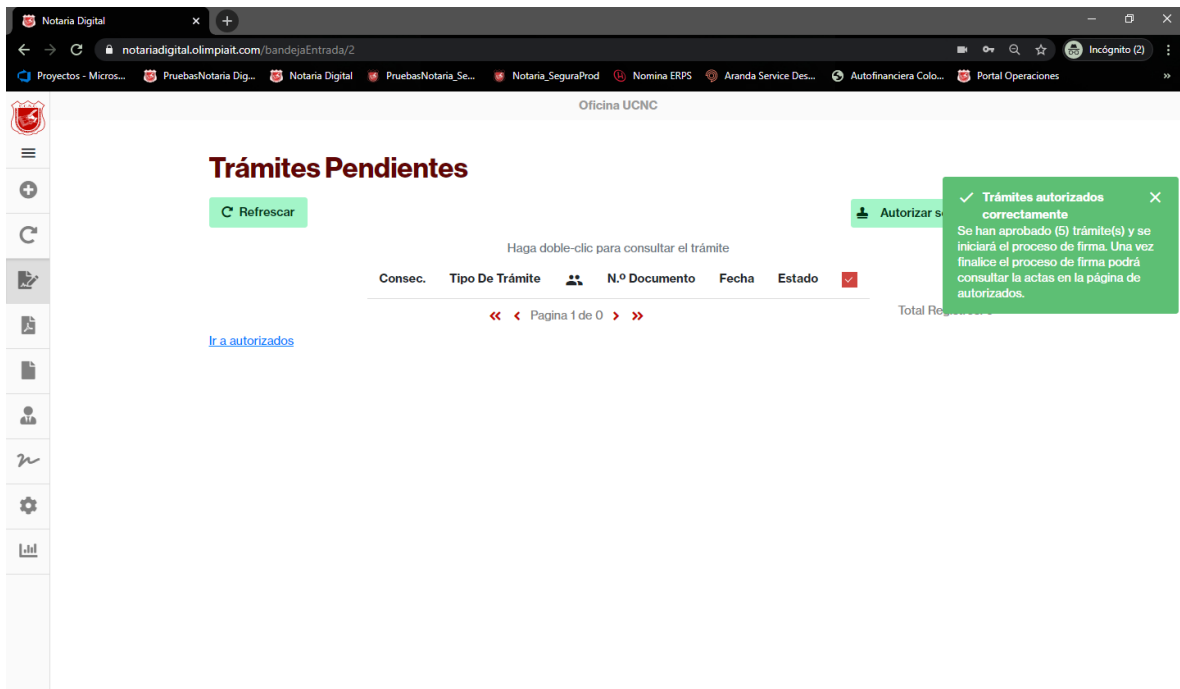 Notaria Digital
notariadigital.olimpiait.com/bandejaEntrada/2
Incógnito (2)
Proyectos - Micros...
PruebasNotaria Dig...
Notaria Digital
PruebasNotaria_Se...
Notaria_SeguraProd
Nomina ERPS
Aranda Service Des...
Autofinanciera Colo...
Portal Operaciones
»
Oficina UCNC
Trámites Pendientes
Refrescar
Autorizar
Trámites autorizados
correctamente
Se han aprobado (5) trámite(s) y se
iniciará el proceso de firma. Una vez
finalice el proceso de firma podrá
consultar la actas en la página de
autorizados.
Haga doble-clic para consultar el trámite
Consec. Tipo De Trámite N.º Documento Fecha Estado
Pagina 1 de 0
Total
Ir a autorizados